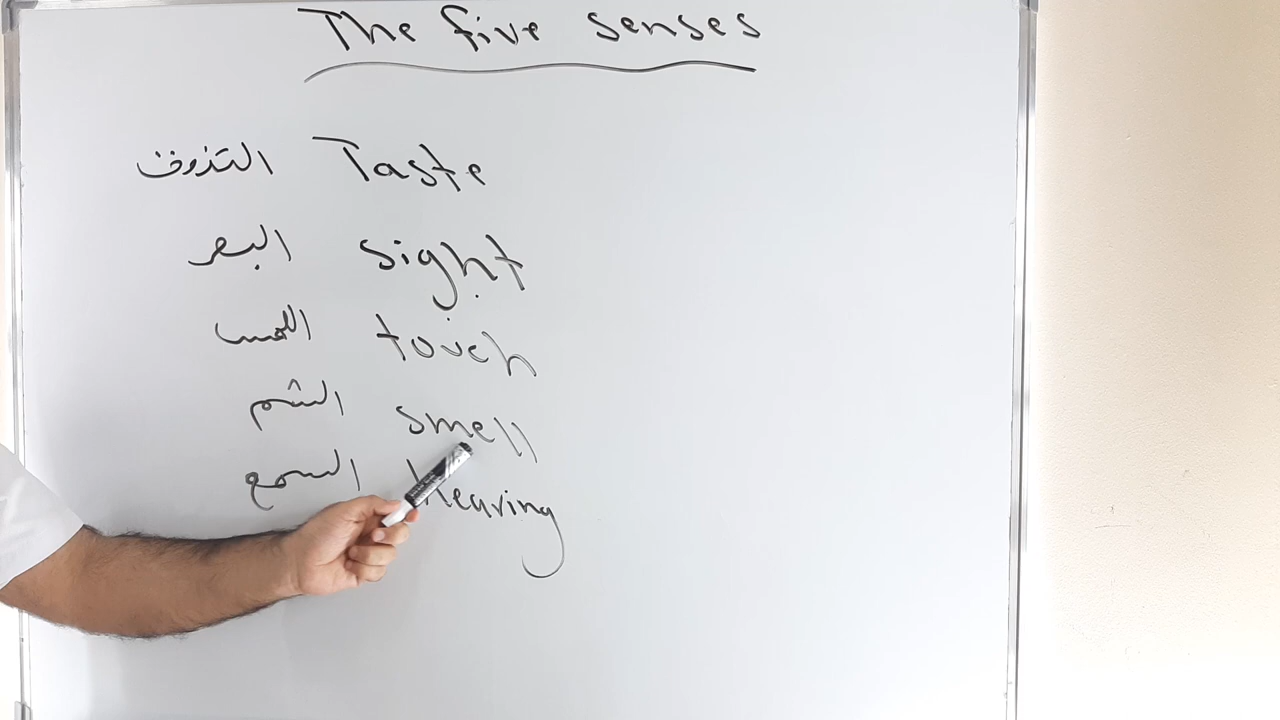 The five senses
التذوق Taste
البصر sight
اللمس touch
الشم smell
السمع Hearing